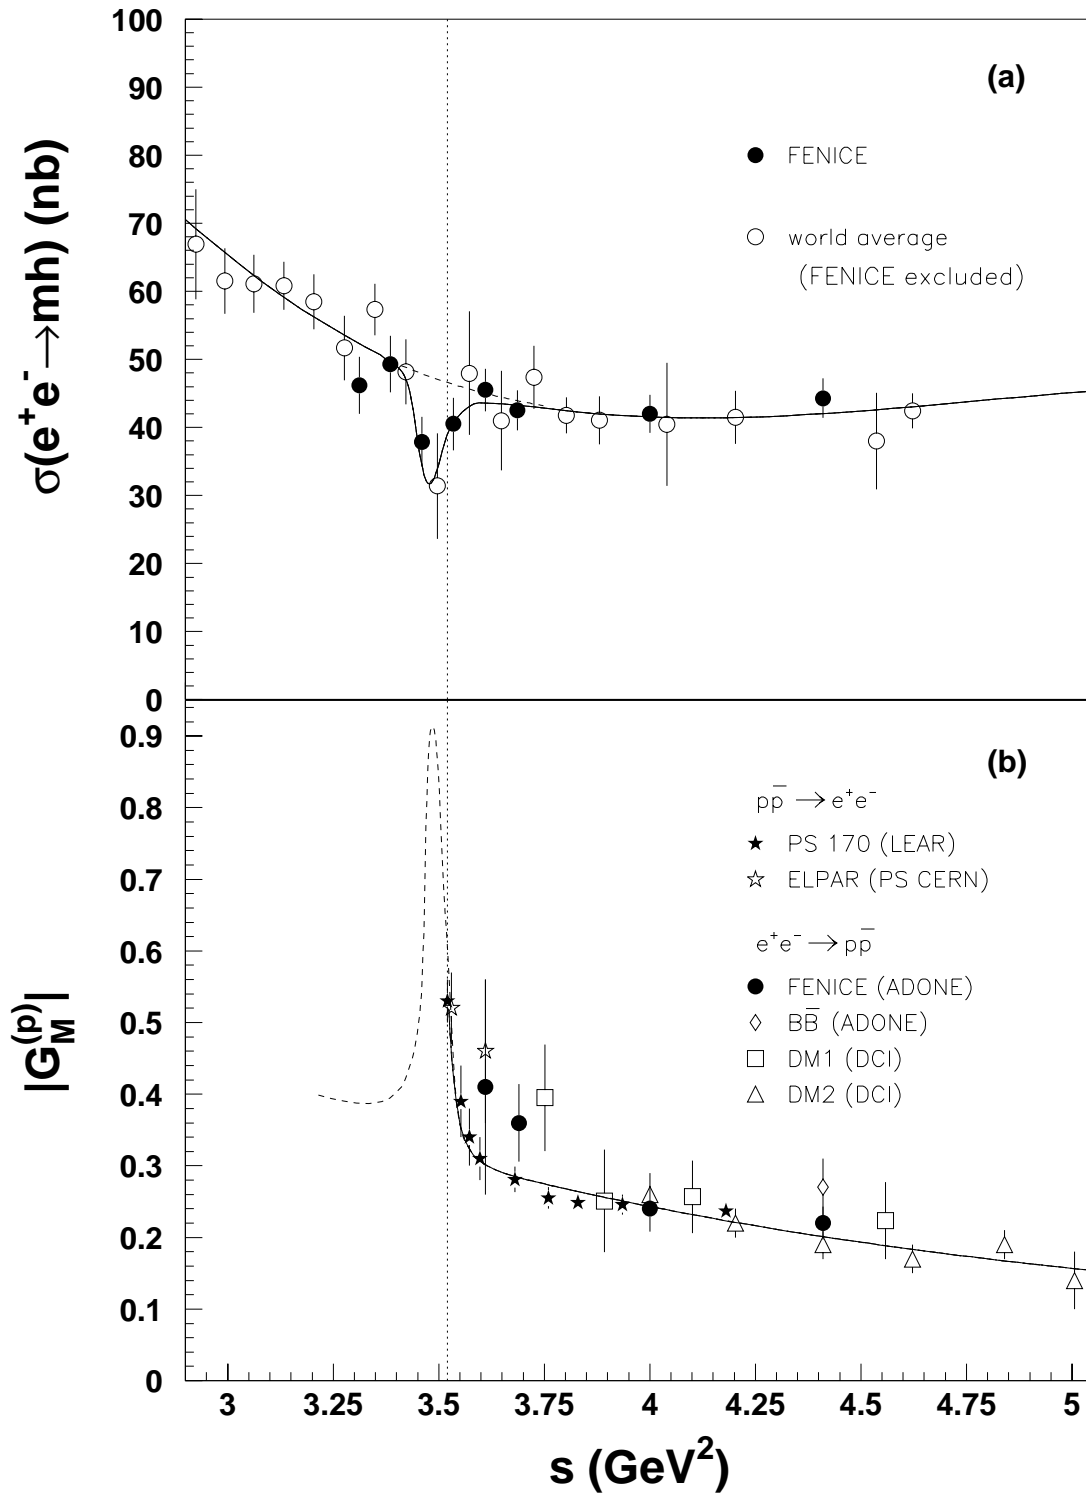 100
90
80
70
60
50
40
30
20
10
0
σ(e⁺e⁻→mh) (nb)
(a)
FENICE
world average
(FENICE excluded)
0.9
0.8
0.7
0.6
0.5
0.4
0.3
0.2
0.1
0
|G_M^(p)|
(b)
pp̅ → e⁺e⁻
PS 170 (LEAR)
ELPAR (PS CERN)
e⁺e⁻ → pp̅
FENICE (ADONE)
BB̅ (ADONE)
DM1 (DCI)
DM2 (DCI)
3 3.25 3.5 3.75 4 4.25 4.5 4.75 5
s (GeV²)